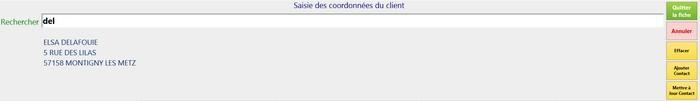 Saisie des coordonnées du client
Quitter
la fiche
Rechercher del
Annuler
ELSA DELAFOUIE
5 RUE DES LILAS
57158 MONTIGNY LES METZ
Effacer
Ajouter
Contact
Mettre à
Jour Contact